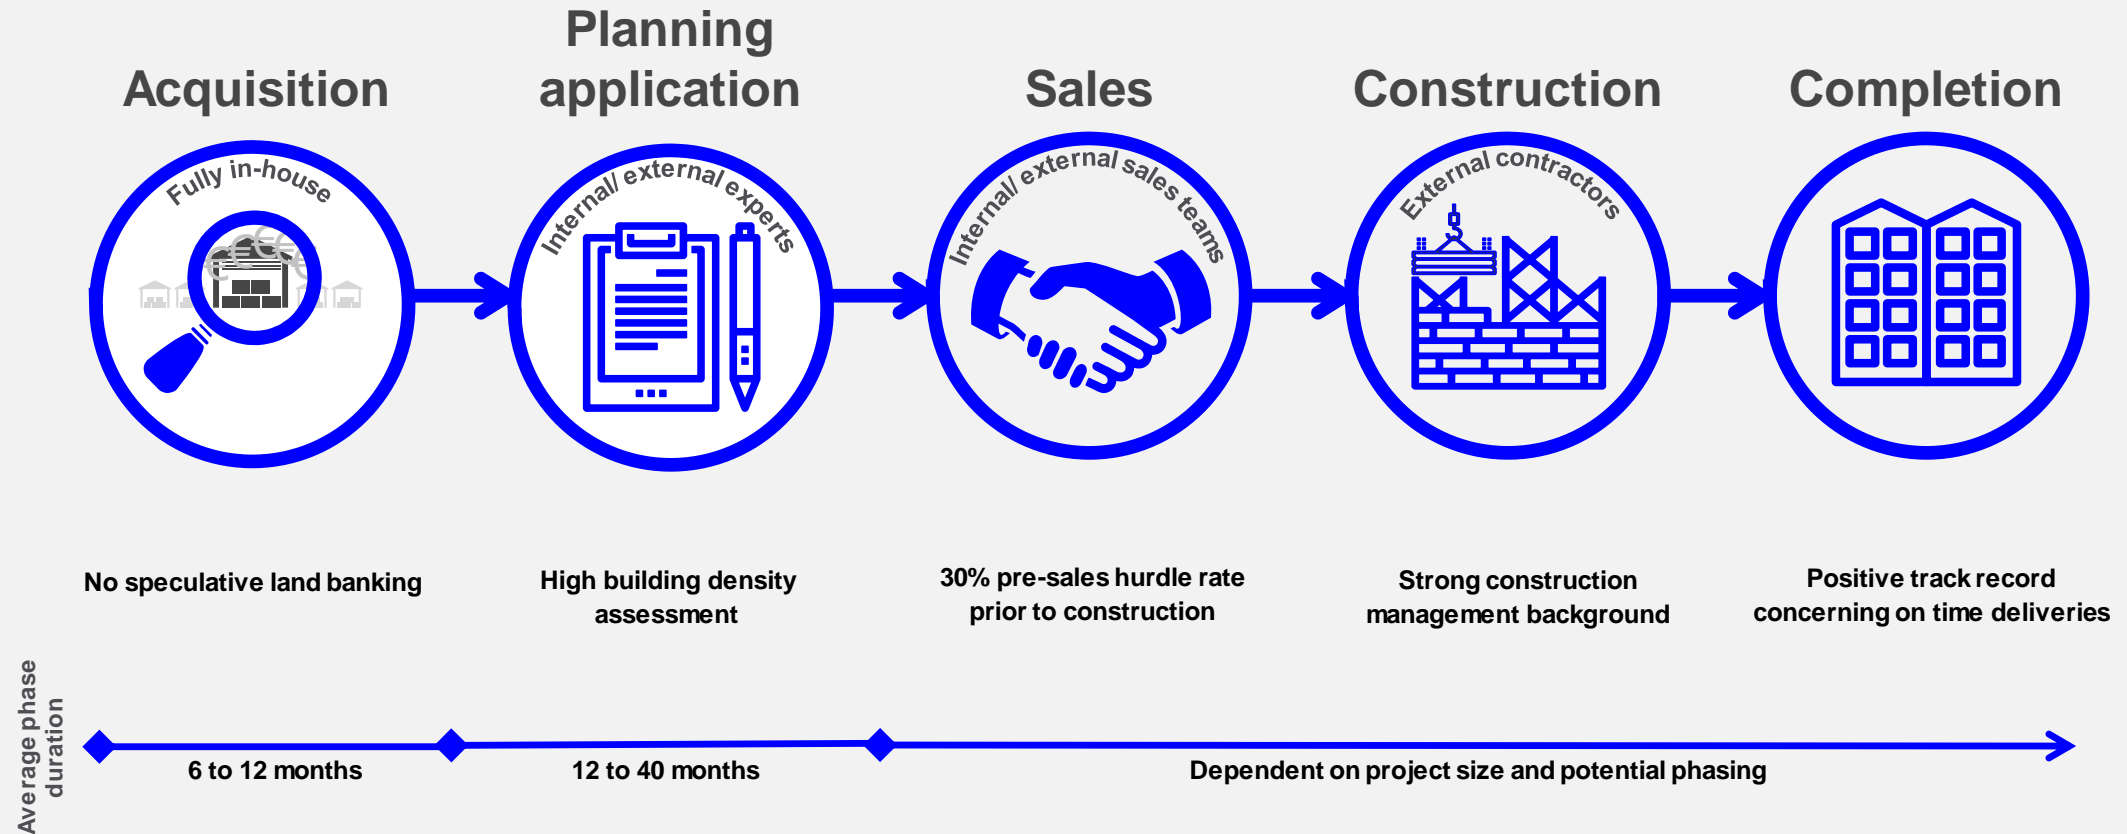 Acquisition
Planning
application
Sales
Construction
Completion
Fully in-house
Internal/ external experts
Internal/ external sales teams
External contractors
No speculative land banking
High building density
assessment
30% pre-sales hurdle rate
prior to construction
Strong construction
management background
Positive track record
concerning on time deliveries
Average phase
duration
6 to 12 months
12 to 40 months
Dependent on project size and potential phasing